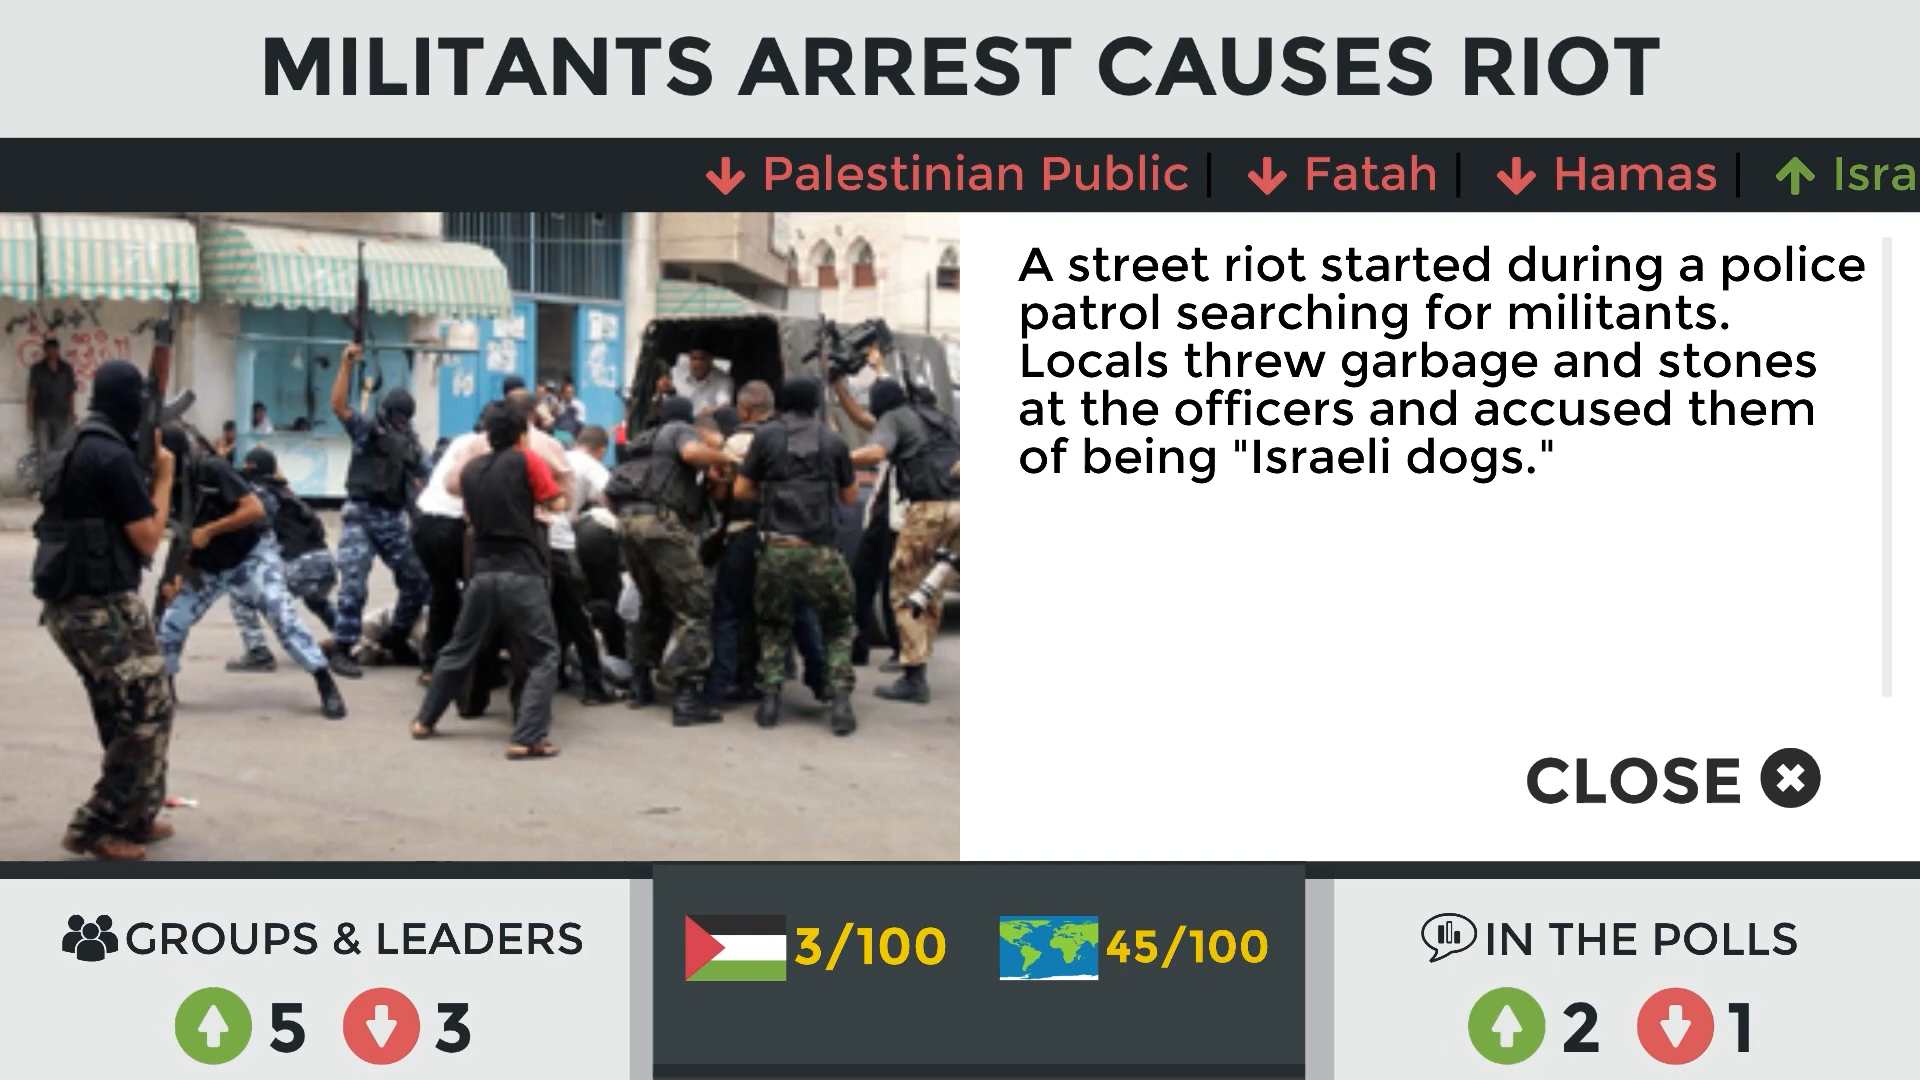 MILITANTS ARREST CAUSES RIOT
Palestinian Public | Fatah | Hamas | Isra
A street riot started during a police
patrol searching for militants.
Locals threw garbage and stones
at the officers and accused them
of being "Israeli dogs."
CLOSE
GROUPS & LEADERS
5 3
3/100 45/100
IN THE POLLS
2 1